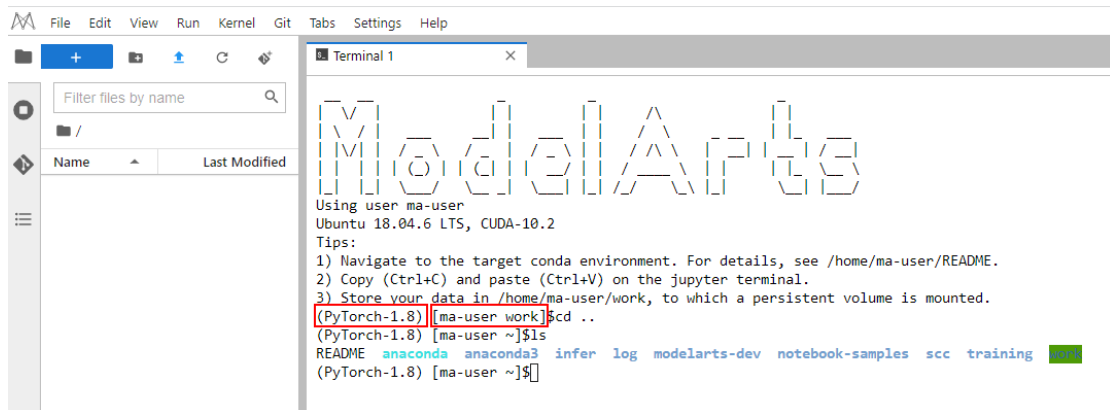 File Edit View Run Kernel Git Tabs Settings Help
Terminal 1
Filter files by name
/
Name Last Modified
ModelArts
Using user ma-user
Ubuntu 18.04.6 LTS, CUDA-10.2
Tips:
1) Navigate to the target conda environment. For details, see /home/ma-user/README.
2) Copy (Ctrl+C) and paste (Ctrl+V) on the jupyter terminal.
3) Store your data in /home/ma-user/work, to which a persistent volume is mounted.
(PyTorch-1.8) [ma-user work]$cd ..
(PyTorch-1.8) [ma-user ~]$ls
README anaconda anaconda3 infer log modelarts-dev notebook-samples scc training work
(PyTorch-1.8) [ma-user ~]$